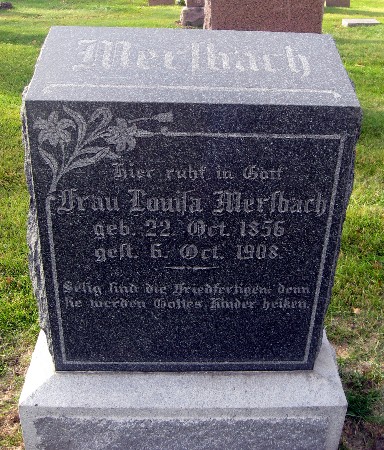 Mersbach
Hier ruht in Gott
Frau Louisa Mersbach
geb. 22. Oct. 1856
gest. 6. Oct. 1908.
Selig sind die Friedfertigen; denn
sie werden Gottes Kinder heißen.